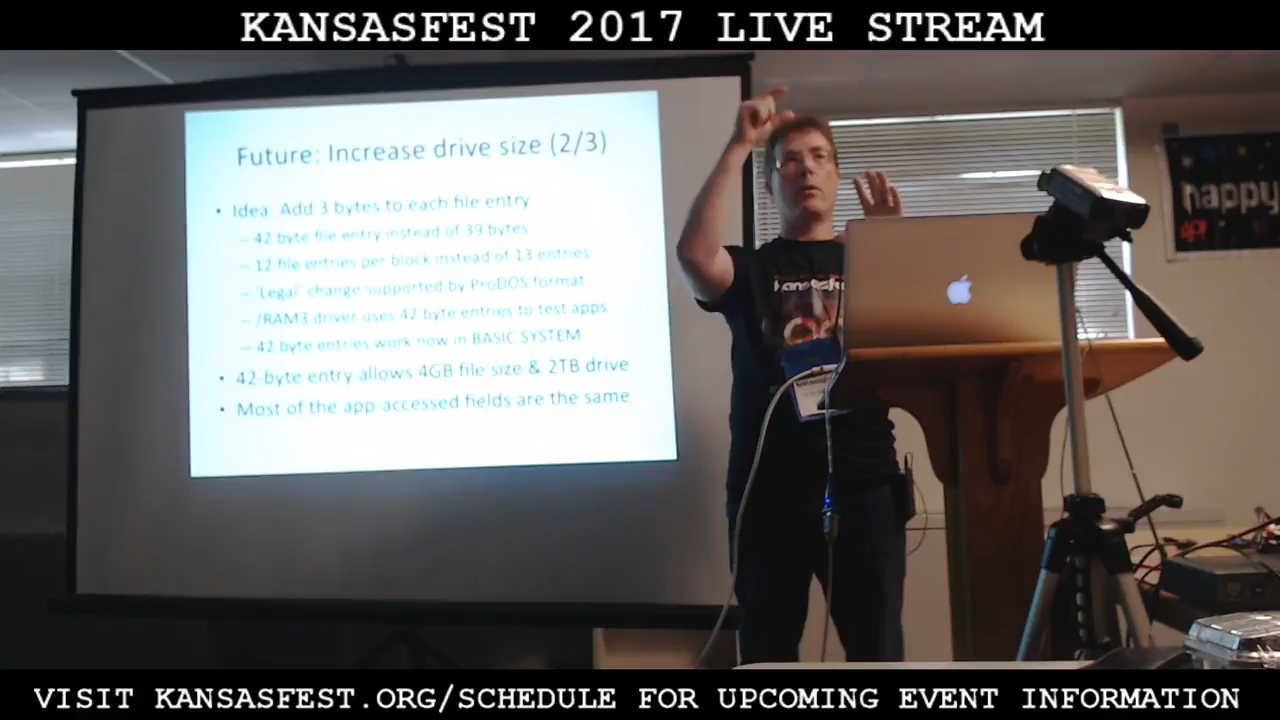 KANSASFEST 2017 LIVE STREAM
Future: Increase drive size (2/3)
• Idea: Add 3 bytes to each file entry
– 42 byte file entry instead of 39 bytes
– 12 file entries per block instead of 13 entries
– 'Legal' change supported by ProDOS format
– /RAM3 driver uses 42 byte entries to test apps
– 42 byte entries work now in BASIC.SYSTEM
• 42-byte entry allows 4GB file size & 2TB drive
• Most of the app-accessed fields are the same
happy
VISIT KANSASFEST.ORG/SCHEDULE FOR UPCOMING EVENT INFORMATION